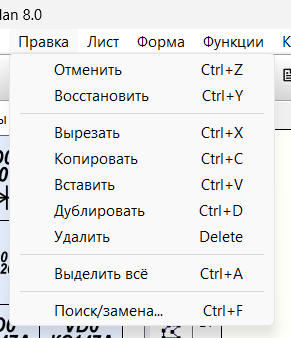 lan 8.0
Правка Лист Форма Функции К
Отменить Ctrl+Z
Восстановить Ctrl+Y
Вырезать Ctrl+X
Копировать Ctrl+C
Вставить Ctrl+V
Дублировать Ctrl+D
Удалить Delete
Выделить всё Ctrl+A
Поиск/замена... Ctrl+F
VD0